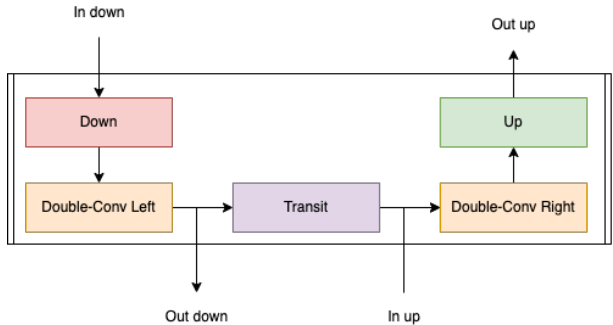 In down
Out up
Down
Up
Double-Conv Left
Transit
Double-Conv Right
Out down
In up